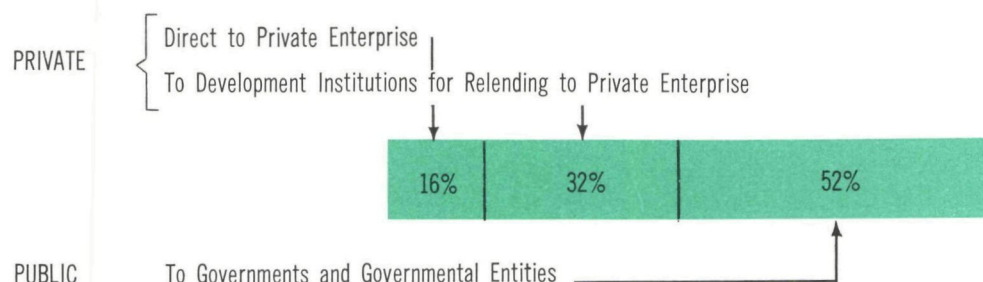 Direct to Private Enterprise
PRIVATE
To Development Institutions for Relending to Private Enterprise
16% 32% 52%
PUBLIC To Governments and Governmental Entities